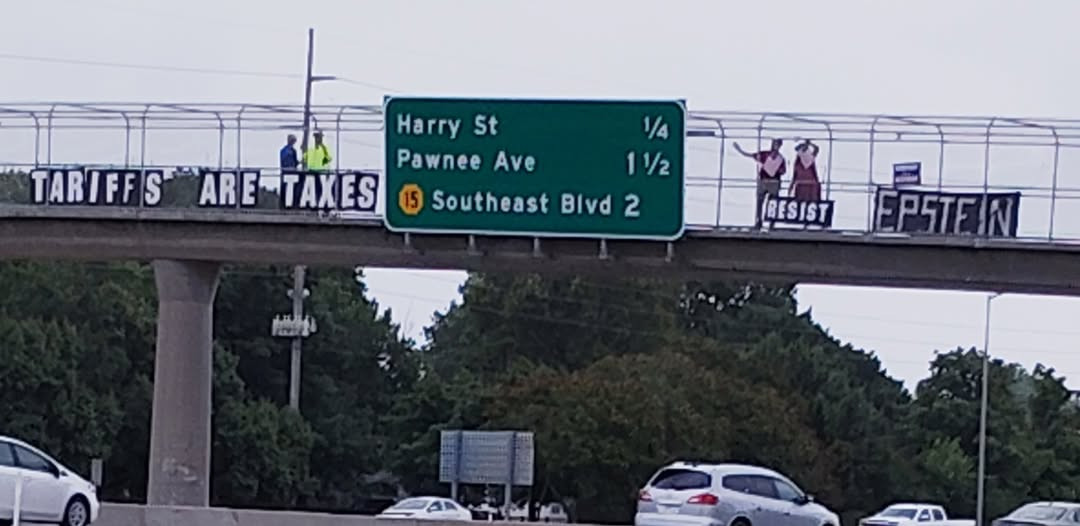 TARIFFS ARE TAXES
Harry St 1/4
Pawnee Ave 1 1/2
15 Southeast Blvd 2
RESIST
EPSTEIN